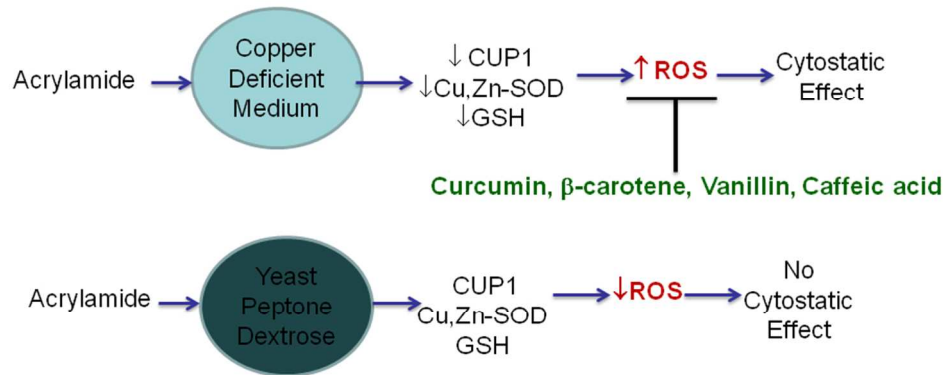 Acrylamide
Copper
Deficient
Medium
↓ CUP1
↓Cu,Zn-SOD
↓GSH
↑ROS
Cytostatic
Effect
Curcumin, β-carotene, Vanillin, Caffeic acid
Acrylamide
Yeast
Peptone
Dextrose
CUP1
Cu,Zn-SOD
GSH
↓ROS
No
Cytostatic
Effect